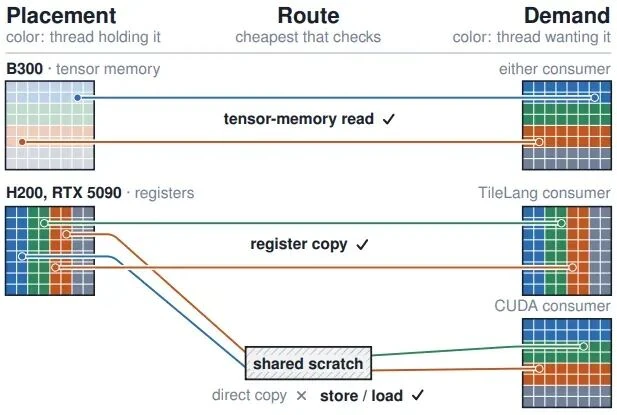 Placement Route Demand
color: thread holding it cheapest that checks color: thread wanting it
B300 · tensor memory either consumer
tensor-memory read ✓
H200, RTX 5090 · registers TileLang consumer
register copy ✓
CUDA consumer
shared scratch
direct copy × store / load ✓